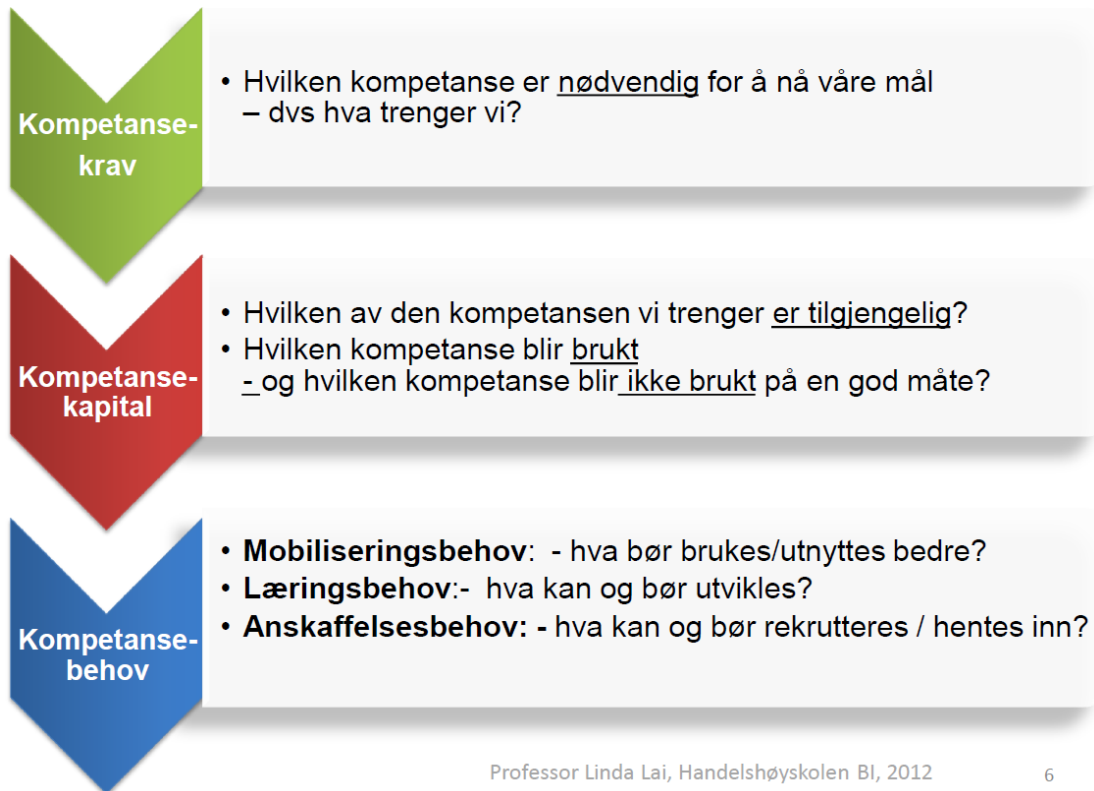 Kompetanse-
krav
• Hvilken kompetanse er nødvendig for å nå våre mål
– dvs hva trenger vi?
Kompetanse-
kapital
• Hvilken av den kompetansen vi trenger er tilgjengelig?
• Hvilken kompetanse blir brukt
- og hvilken kompetanse blir ikke brukt på en god måte?
Kompetanse-
behov
• Mobiliseringsbehov: - hva bør brukes/utnyttes bedre?
• Læringsbehov:- hva kan og bør utvikles?
• Anskaffelsesbehov: - hva kan og bør rekrutteres / hentes inn?
Professor Linda Lai, Handelshøyskolen BI, 2012 6